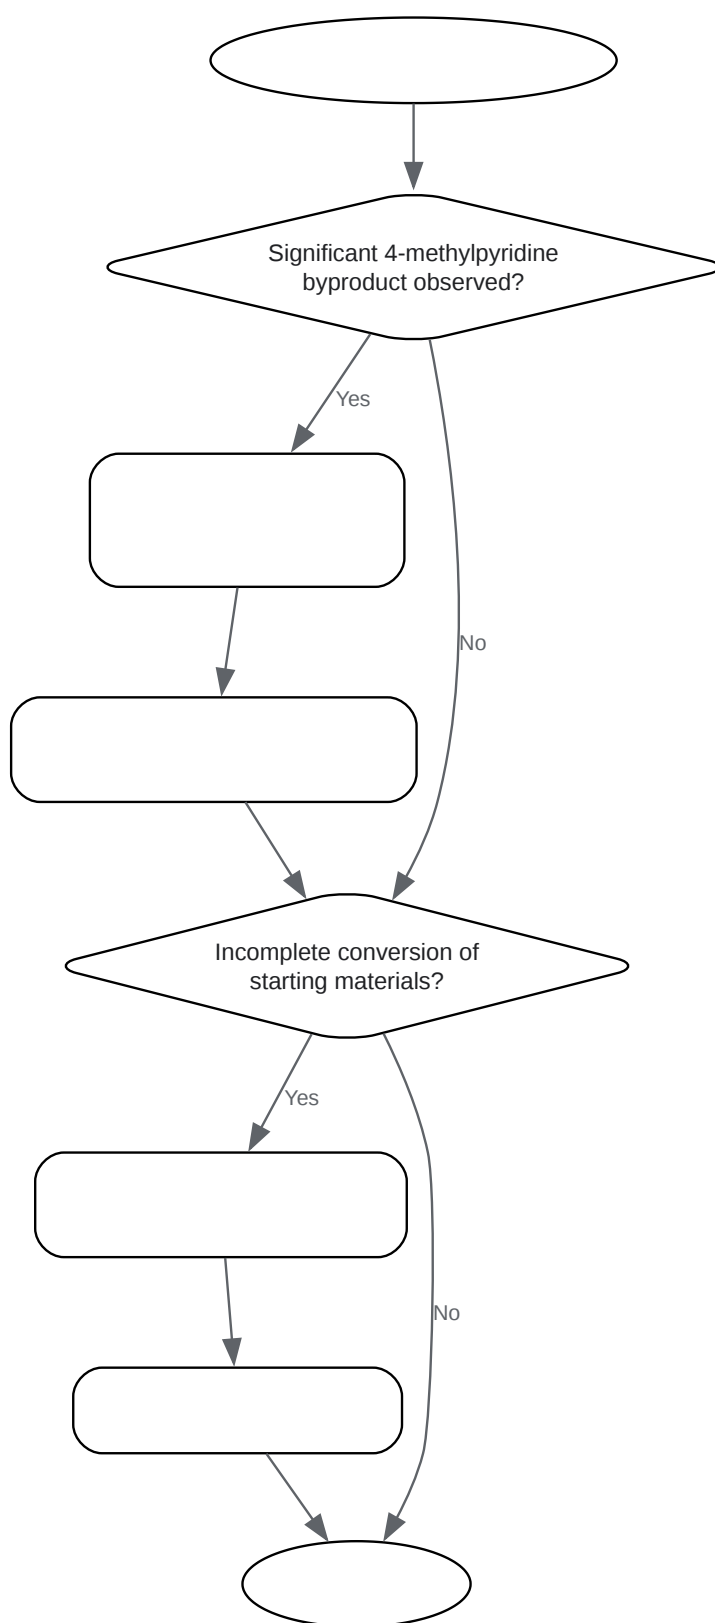 Significant 4-methylpyridine
byproduct observed?
Yes
No
Incomplete conversion of
starting materials?
Yes
No